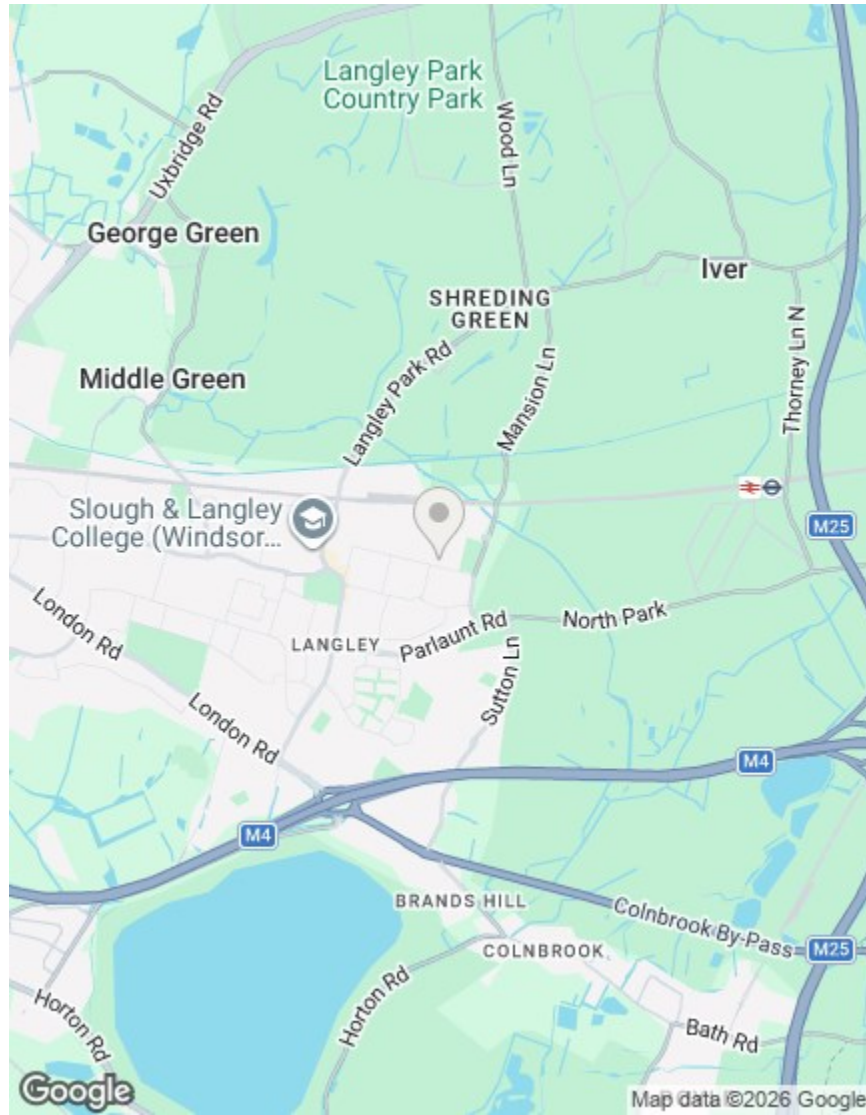 Langley Park
Country Park
Uxbridge Rd
Wood Ln
George Green
Iver
SHREDING
GREEN
Thorney Ln N
Middle Green
Langley Park Rd
Mansion Ln
Slough & Langley
College (Windsor...
M25
London Rd
North Park
Parlaunt Rd
LANGLEY
Sutton Ln
London Rd
M4
M4
BRANDS HILL
Colnbrook By-Pass
COLNBROOK
M25
Horton Rd
Horton Rd
Bath Rd
Google
Map data ©2026 Google